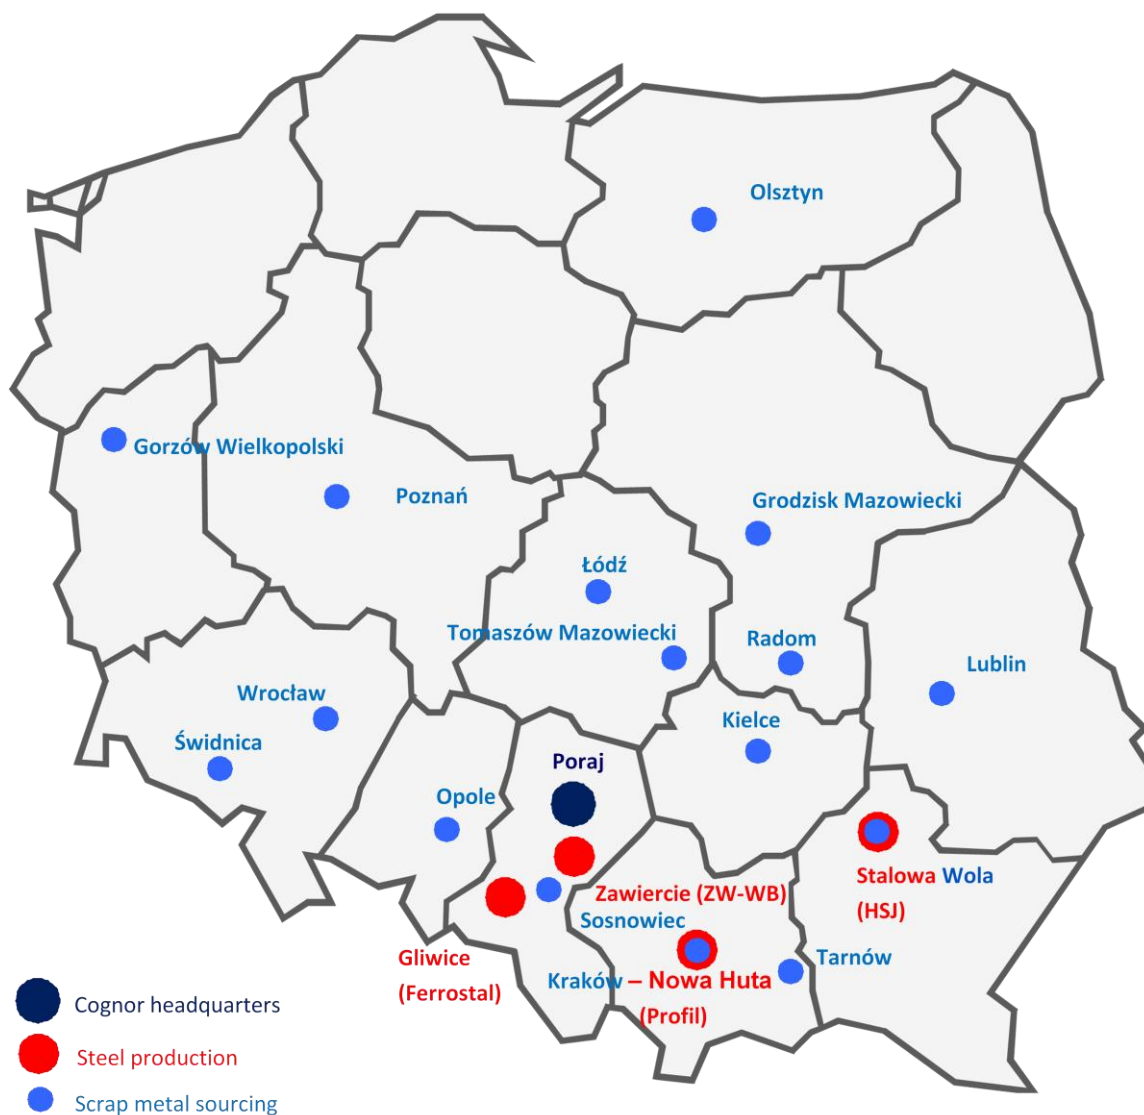 Olsztyn
Gorzów Wielkopolski
Poznań
Grodzisk Mazowiecki
Łódź
Tomaszów Mazowiecki
Radom
Lublin
Wrocław
Kielce
Świdnica
Poraj
Opole
Stalowa Wola
(HSJ)
Zawiercie (ZW-WB)
Sosnowiec
Gliwice
(Ferrostal)
Tarnów
Kraków – Nowa Huta
(Profil)
Cognor headquarters
Steel production
Scrap metal sourcing